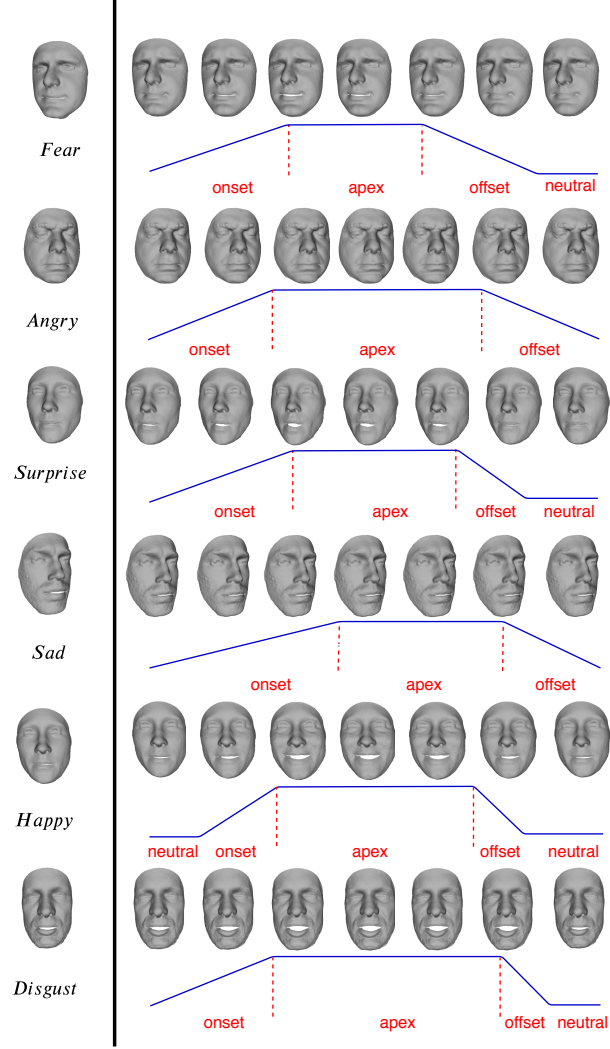 Fear
onset apex offset neutral
Angry
onset apex offset
Surprise
onset apex offset neutral
Sad
onset apex offset
Happy
neutral onset apex offset neutral
Disgust
onset apex offset neutral